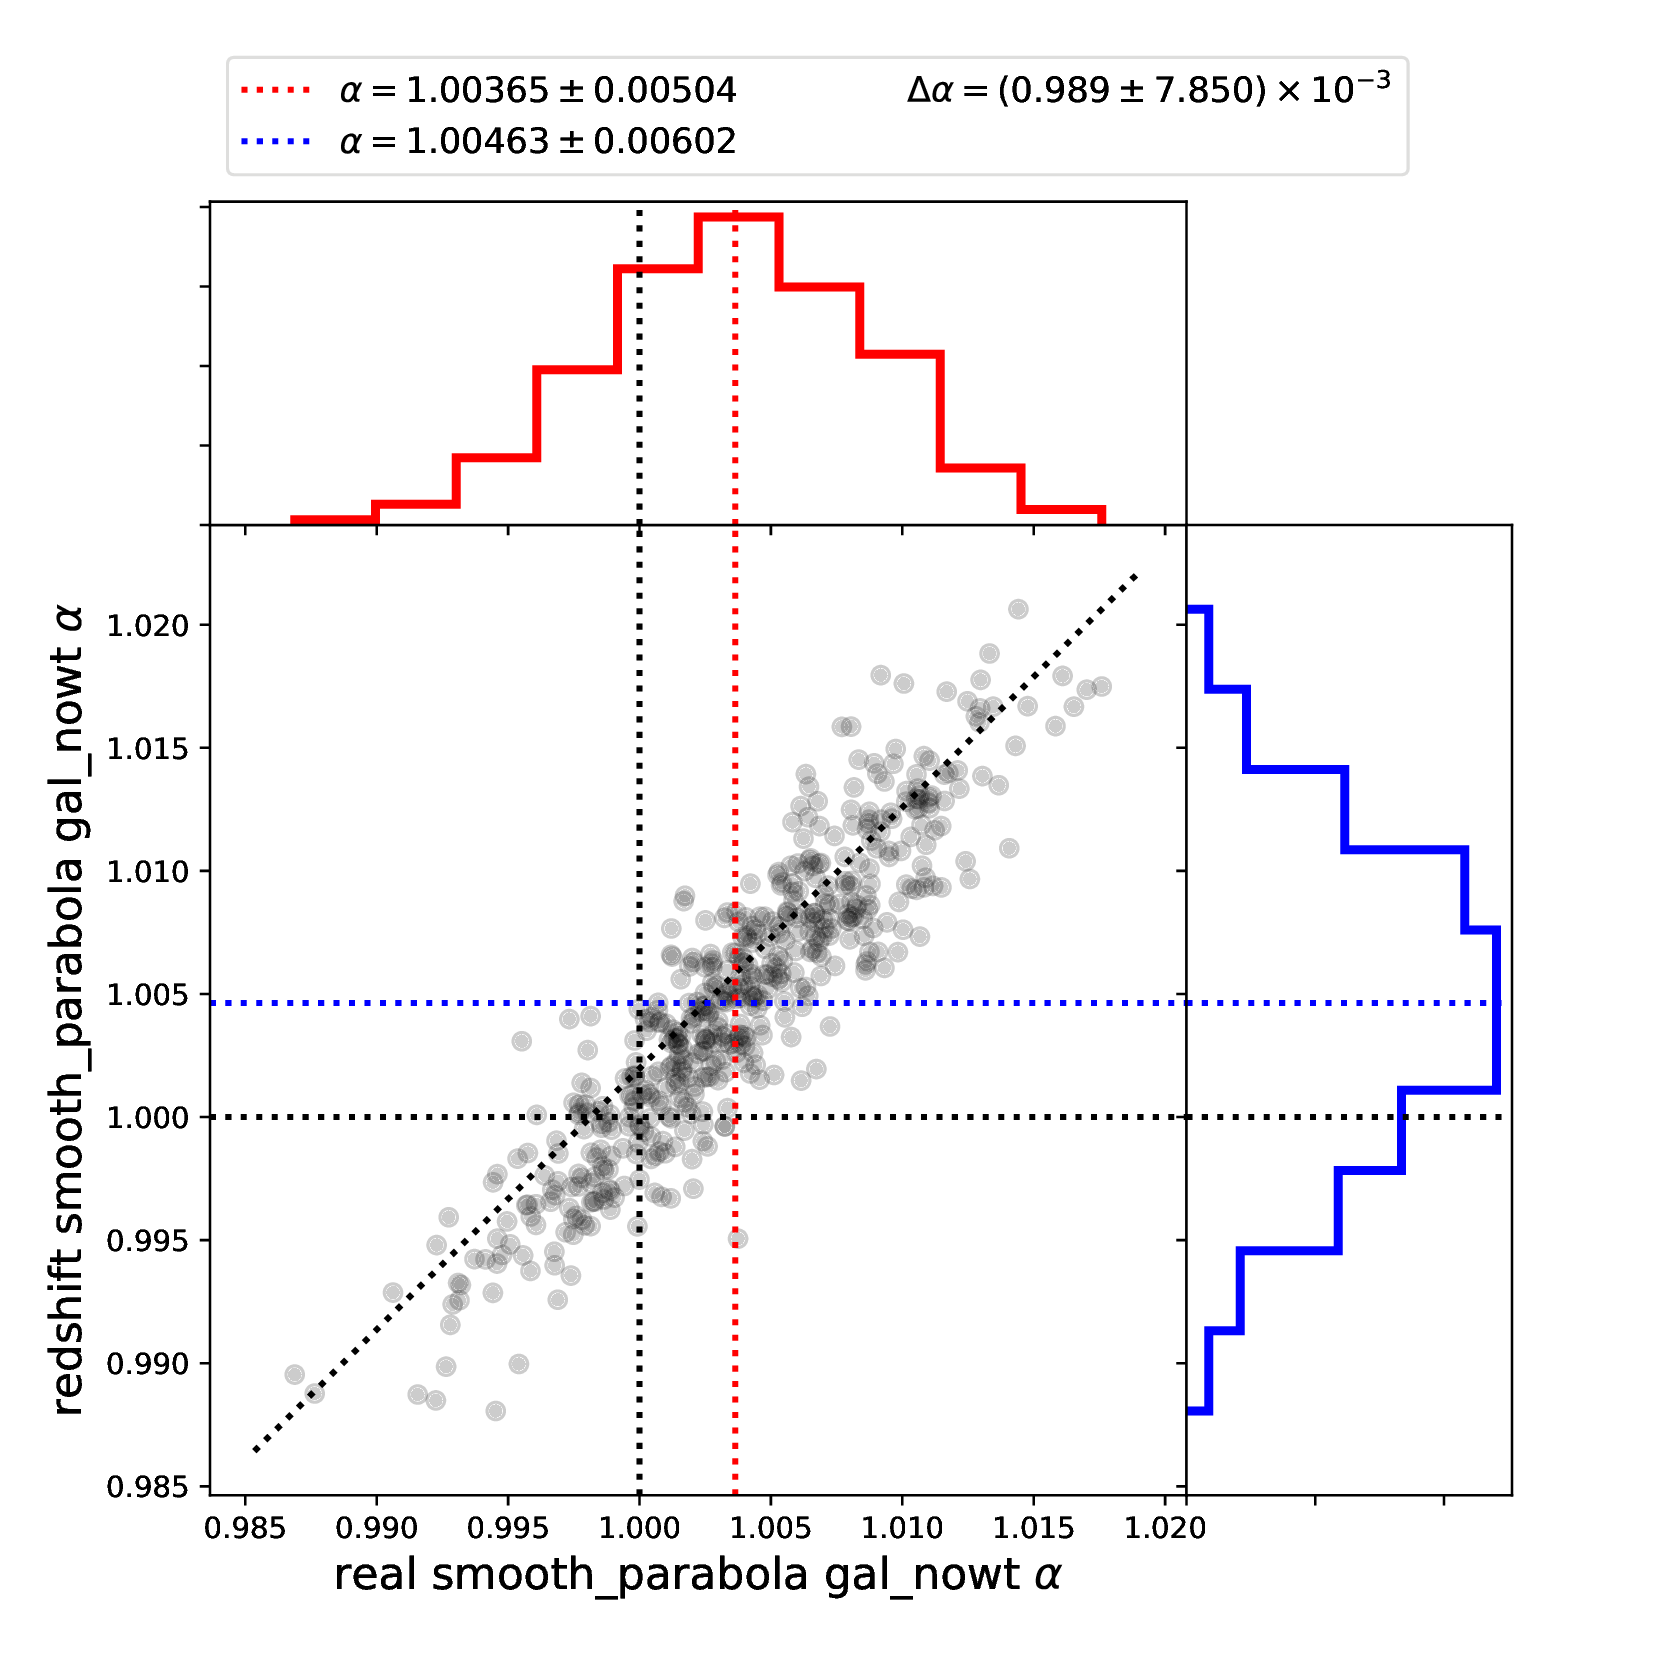 α = 1.00365 ± 0.00504
α = 1.00463 ± 0.00602
Δα = (0.989 ± 7.850) × 10⁻³
redshift smooth_parabola gal_nowt α
1.020
1.015
1.010
1.005
1.000
0.995
0.990
0.985
0.985 0.990 0.995 1.000 1.005 1.010 1.015 1.020
real smooth_parabola gal_nowt α